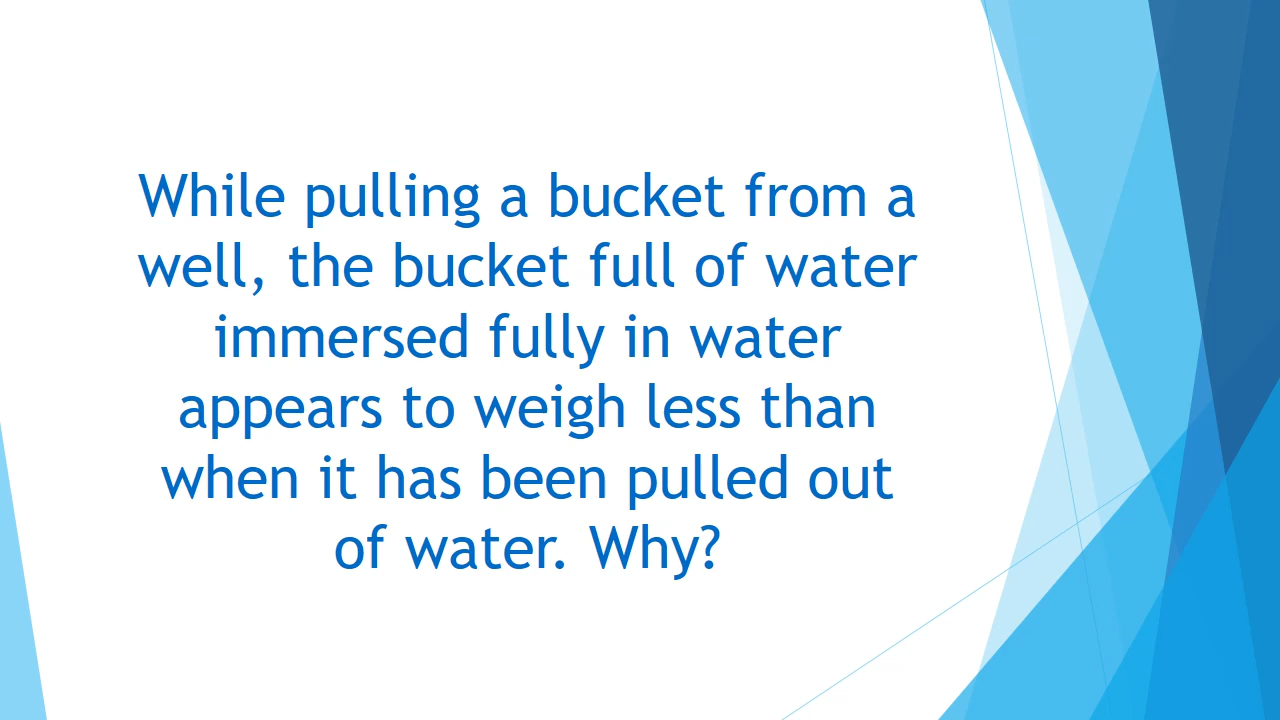 While pulling a bucket from a
well, the bucket full of water
immersed fully in water
appears to weigh less than
when it has been pulled out
of water. Why?